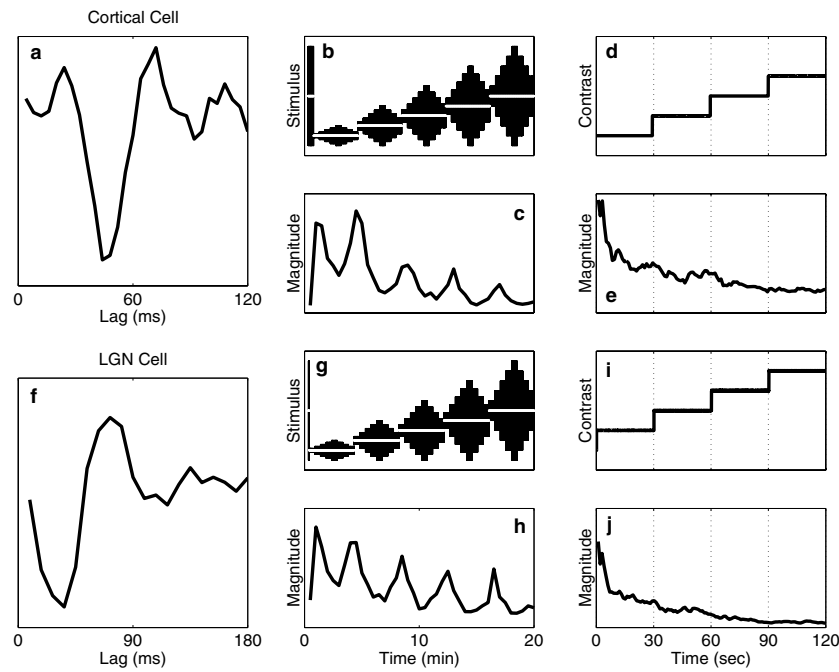 Cortical Cell
a
0 60 120
Lag (ms)
b
Stimulus
c
Magnitude
d
Contrast
e
Magnitude
LGN Cell
f
0 90 180
Lag (ms)
g
Stimulus
h
Magnitude
0 10 20
Time (min)
i
Contrast
j
Magnitude
0 30 60 90 120
Time (sec)